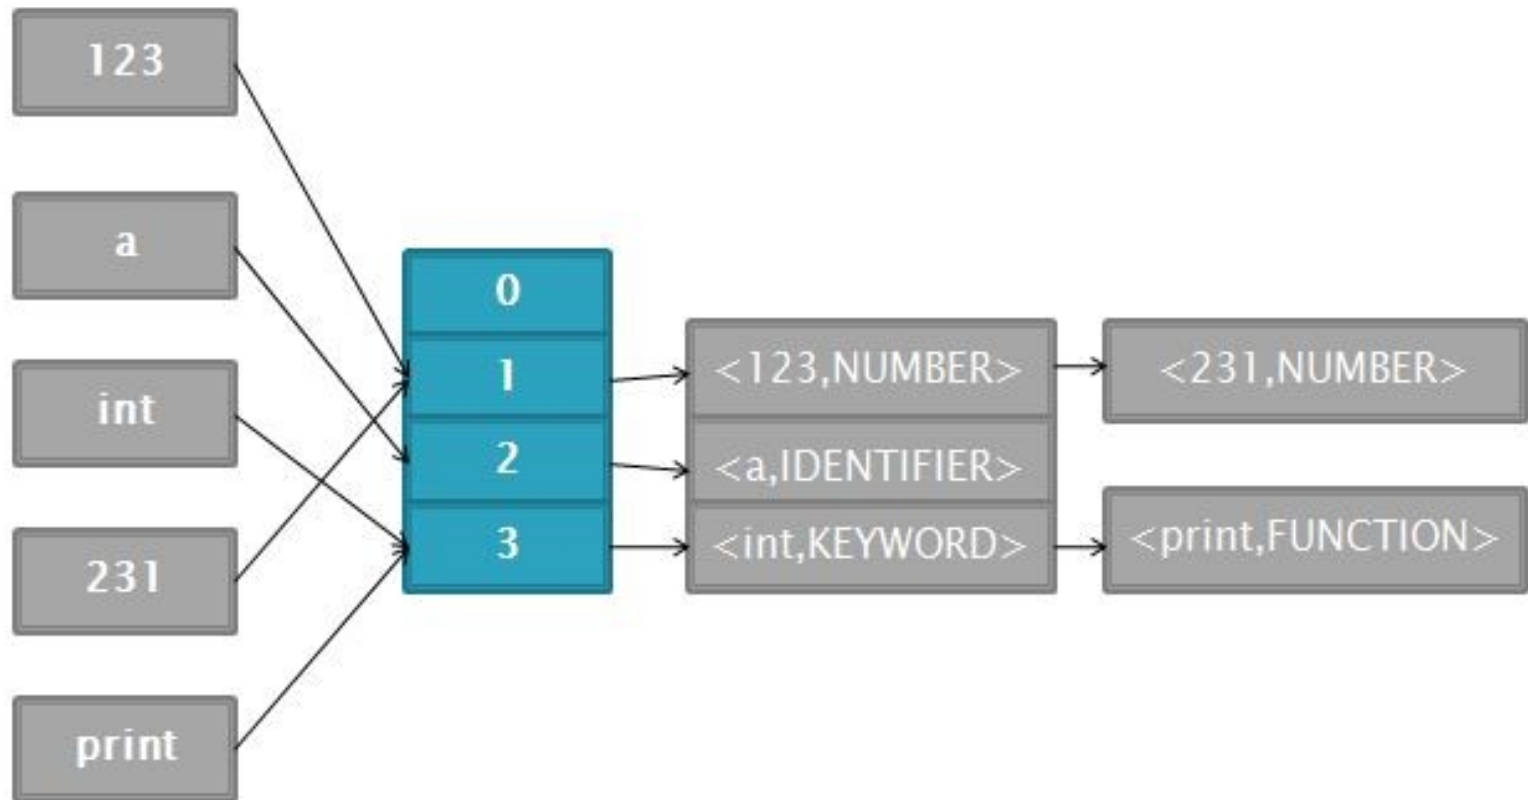 123
a
int
231
print
0
1
2
3
<123,NUMBER>
<a,IDENTIFIER>
<int,KEYWORD>
<231,NUMBER>
<print,FUNCTION>